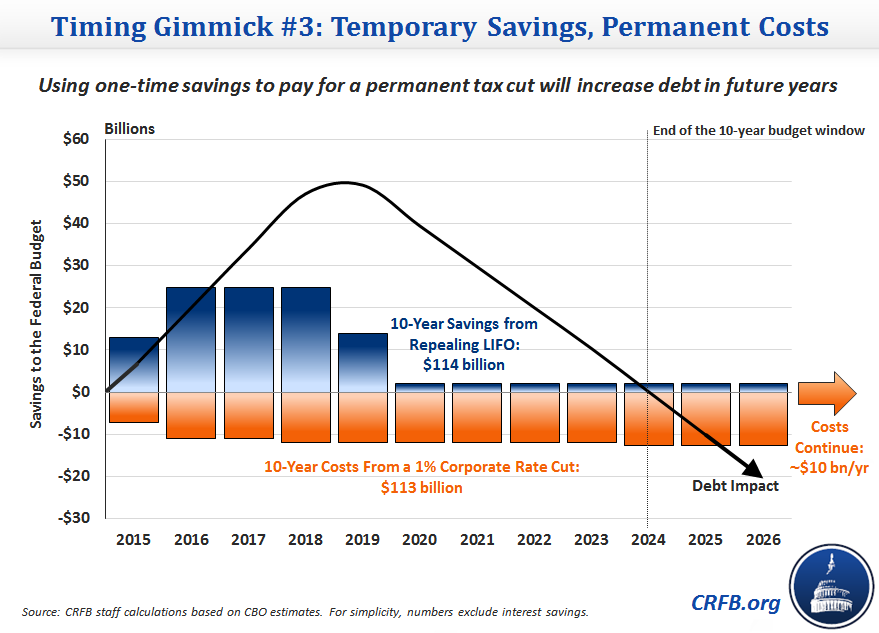 Timing Gimmick #3: Temporary Savings, Permanent Costs
Using one-time savings to pay for a permanent tax cut will increase debt in future years
Billions
End of the 10-year budget window
Savings to the Federal Budget
$60
$50
$40
$30
$20
$10
$0
-$10
-$20
-$30
10-Year Savings from
Repealing LIFO:
$114 billion
10-Year Costs From a 1% Corporate Rate Cut:
$113 billion
Costs
Continue:
~$10 bn/yr
Debt Impact
2015 2016 2017 2018 2019 2020 2021 2022 2023 2024 2025 2026
CRFB.org
Source: CRFB staff calculations based on CBO estimates. For simplicity, numbers exclude interest savings.